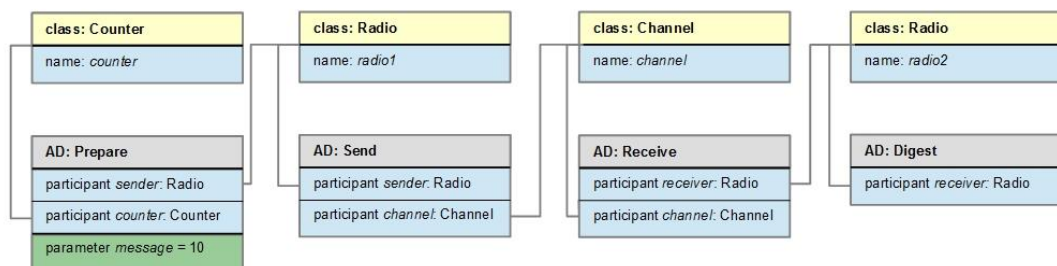 class: Counter
name: counter
class: Radio
name: radio1
class: Channel
name: channel
class: Radio
name: radio2
AD: Prepare
participant sender: Radio
participant counter: Counter
parameter message = 10
AD: Send
participant sender: Radio
participant channel: Channel
AD: Receive
participant receiver: Radio
participant channel: Channel
AD: Digest
participant receiver: Radio